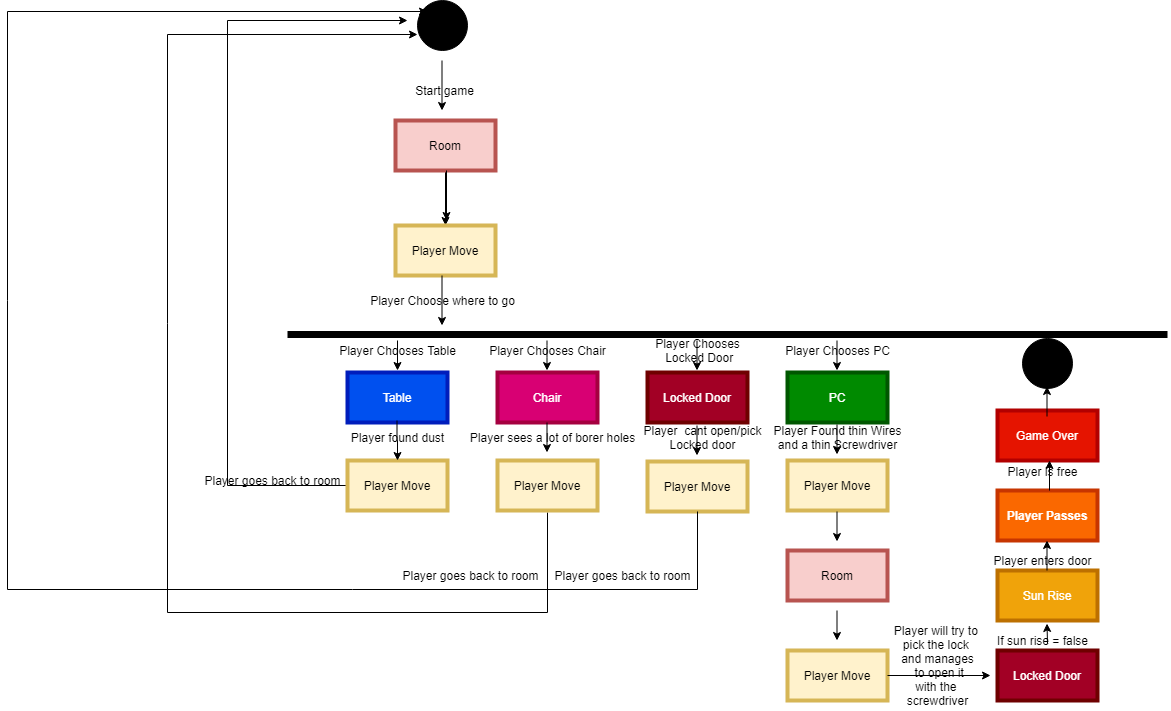 Start game
Room
Player Move
Player Choose where to go
Player Chooses Table
Player Chooses Chair
Player Chooses
Locked Door
Player Chooses PC
Table
Chair
Locked Door
PC
Player found dust
Player sees a lot of borer holes
Player cant open/pick
Locked door
Player Found thin Wires
and a thin Screwdriver
Game Over
Player is free
Player goes back to room
Player Move
Player Move
Player Move
Player Move
Player Passes
Player enters door
Player goes back to room
Player goes back to room
Room
Sun Rise
If sun rise = false
Player will try to
pick the lock
and manages
to open it
with the
screwdriver
Player Move
Locked Door